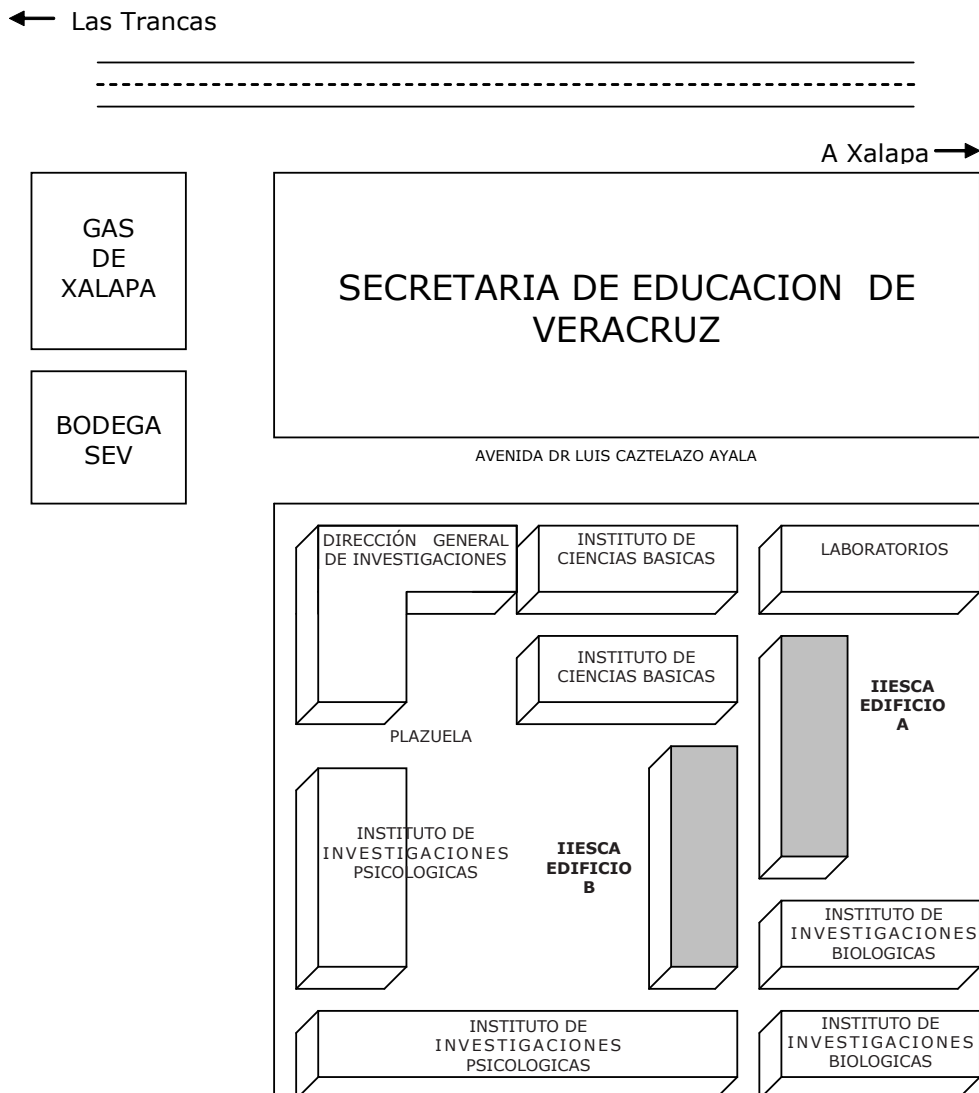 Las Trancas
A Xalapa
GAS
DE
XALAPA
SECRETARIA DE EDUCACION DE
VERACRUZ
BODEGA
SEV
AVENIDA DR LUIS CAZTELAZO AYALA
DIRECCIÓN GENERAL
DE INVESTIGACIONES
INSTITUTO DE
CIENCIAS BASICAS
LABORATORIOS
INSTITUTO DE
CIENCIAS BASICAS
IIESCA
EDIFICIO
A
PLAZUELA
INSTITUTO DE
INVESTIGACIONES
PSICOLOGICAS
IIESCA
EDIFICIO
B
INSTITUTO DE
INVESTIGACIONES
BIOLOGICAS
INSTITUTO DE
INVESTIGACIONES
PSICOLOGICAS
INSTITUTO DE
INVESTIGACIONES
BIOLOGICAS